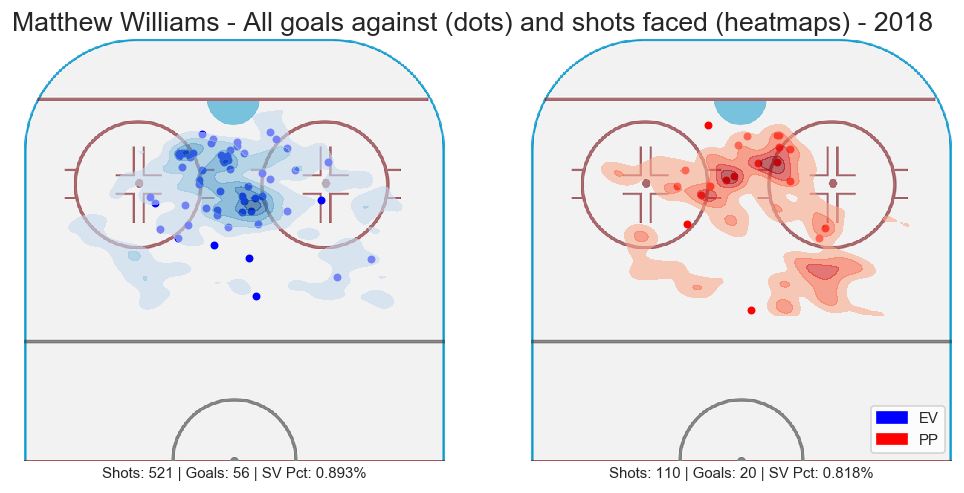 Matthew Williams - All goals against (dots) and shots faced (heatmaps) - 2018
EV
PP
Shots: 521 | Goals: 56 | SV Pct: 0.893%
Shots: 110 | Goals: 20 | SV Pct: 0.818%